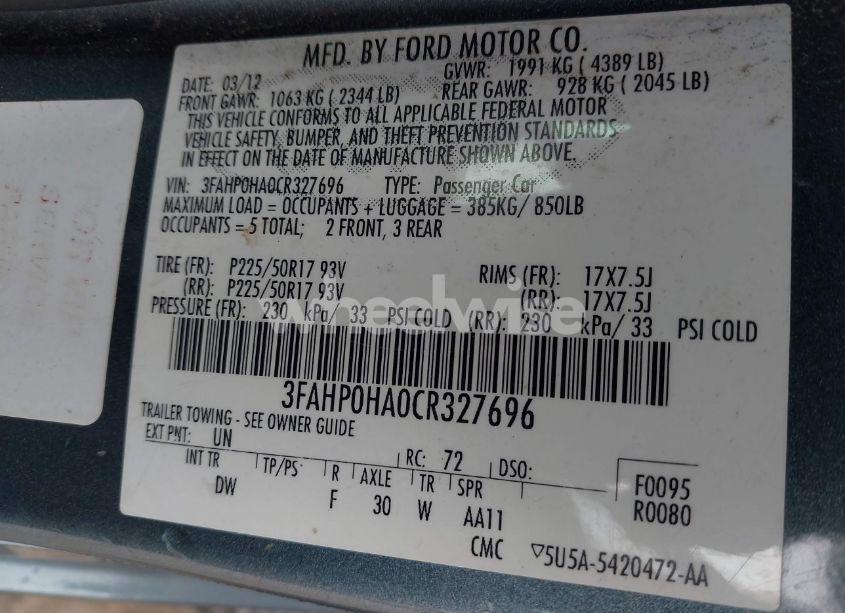 MFD. BY FORD MOTOR CO.
DATE: 03/12 GVWR: 1991 KG ( 4389 LB)
FRONT GAWR: 1063 KG ( 2344 LB) REAR GAWR: 928 KG ( 2045 LB)
THIS VEHICLE CONFORMS TO ALL APPLICABLE FEDERAL MOTOR
VEHICLE SAFETY, BUMPER, AND THEFT PREVENTION STANDARDS
IN EFFECT ON THE DATE OF MANUFACTURE SHOWN ABOVE.
VIN: 3FAHP0HA0CR327696 TYPE: Passenger Car
MAXIMUM LOAD = OCCUPANTS + LUGGAGE = 385KG/ 850LB
OCCUPANTS = 5 TOTAL; 2 FRONT, 3 REAR
TIRE (FR): P225/50R17 93V RIMS (FR): 17X7.5J
(RR): P225/50R17 93V (RR): 17X7.5J
PRESSURE (FR): 230 kPa/ 33 PSI COLD (RR): 230 kPa/ 33 PSI COLD
wheelwife
3FAHP0HA0CR327696
TRAILER TOWING - SEE OWNER GUIDE
EXT PNT: UN RC: 72 DSO:
INT TR TP/PS R AXLE TR SPR F0095
DW F 30 W AA11 R0080
CMC ▽5U5A-5420472-AA